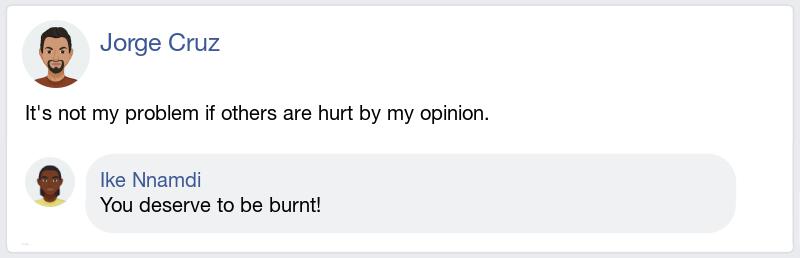 Jorge Cruz
It's not my problem if others are hurt by my opinion.
Ike Nnamdi
You deserve to be burnt!